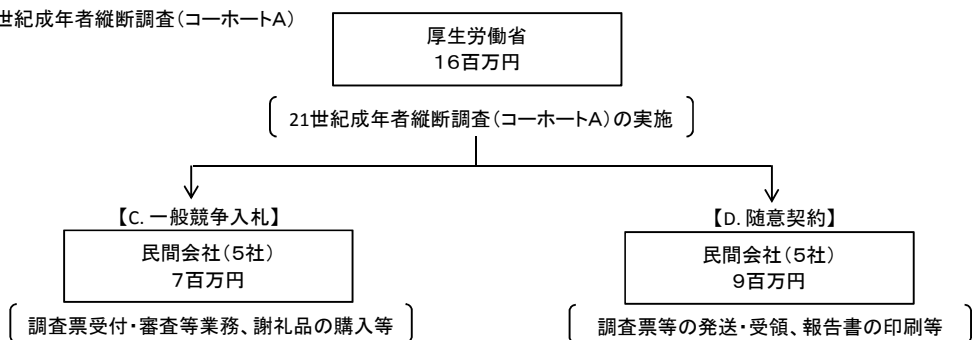 世紀成年者縦断調査(コーホートA)
厚生労働省
16百万円
21世紀成年者縦断調査(コーホートA)の実施
【C. 一般競争入札】
【D. 随意契約】
民間会社(5社)
7百万円
民間会社(5社)
9百万円
調査票受付・審査等業務、謝礼品の購入等
調査票等の発送・受領、報告書の印刷等